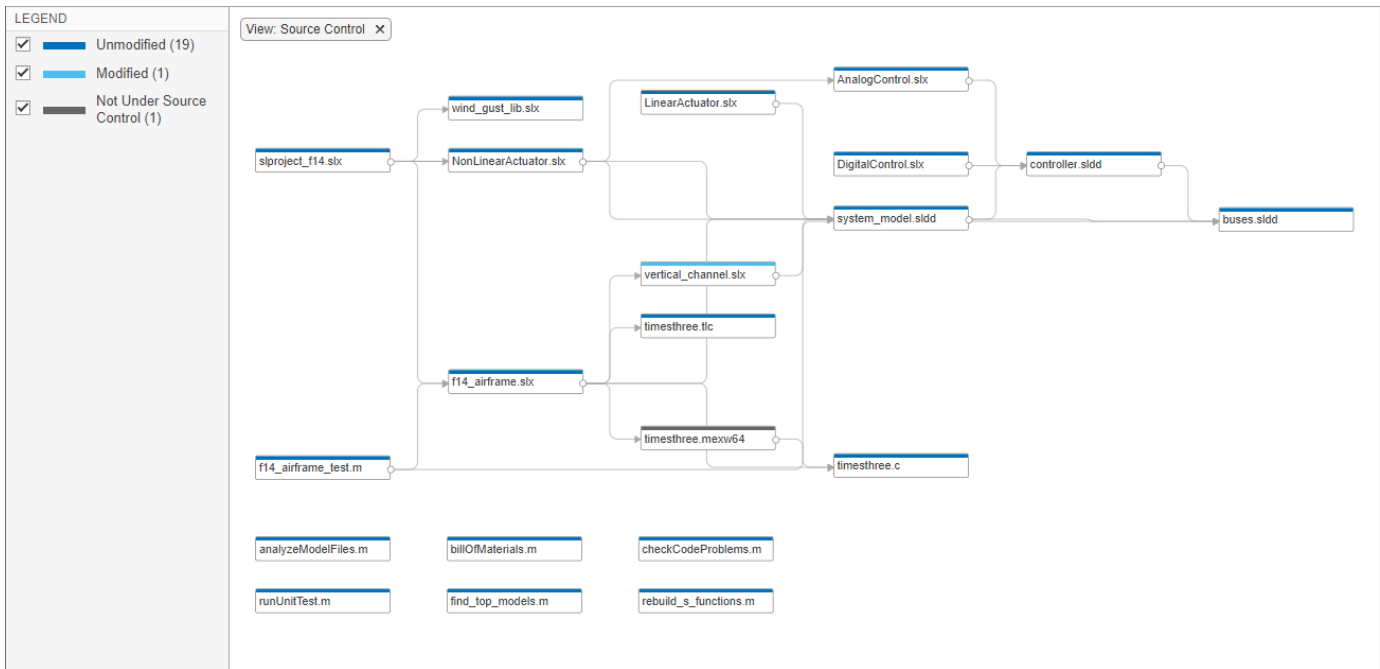 LEGEND
Unmodified (19)
Modified (1)
Not Under Source
Control (1)
View: Source Control ✕
AnalogControl.slx
LinearActuator.slx
wind_gust_lib.slx
slproject_f14.slx
NonLinearActuator.slx
DigitalControl.slx
controller.sldd
system_model.sldd
buses.sldd
vertical_channel.slx
timesthree.tlc
f14_airframe.slx
timesthree.mexw64
f14_airframe_test.m
timesthree.c
analyzeModelFiles.m
billOfMaterials.m
checkCodeProblems.m
runUnitTest.m
find_top_models.m
rebuild_s_functions.m